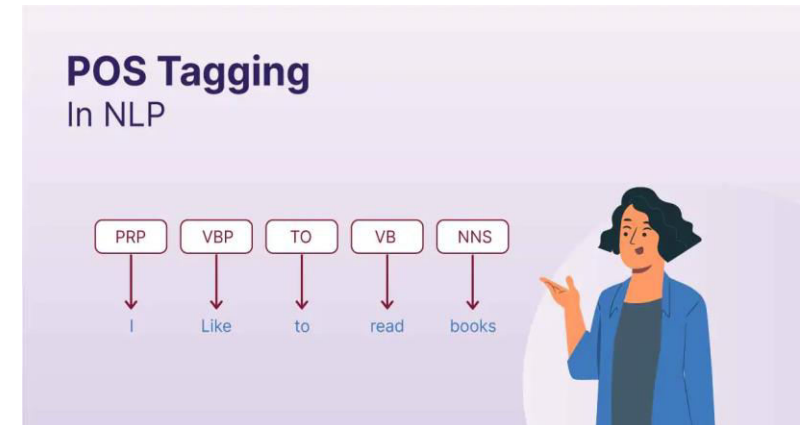 POS Tagging
In NLP
PRP VBP TO VB NNS
I Like to read books